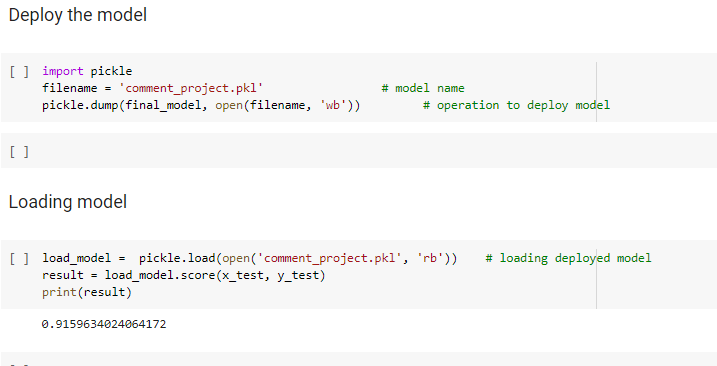 Deploy the model
[ ] import pickle
filename = 'comment_project.pkl' # model name
pickle.dump(final_model, open(filename, 'wb')) # operation to deploy model
[ ]
Loading model
[ ] load_model = pickle.load(open('comment_project.pkl', 'rb')) # loading deployed model
result = load_model.score(x_test, y_test)
print(result)
0.9159634024064172